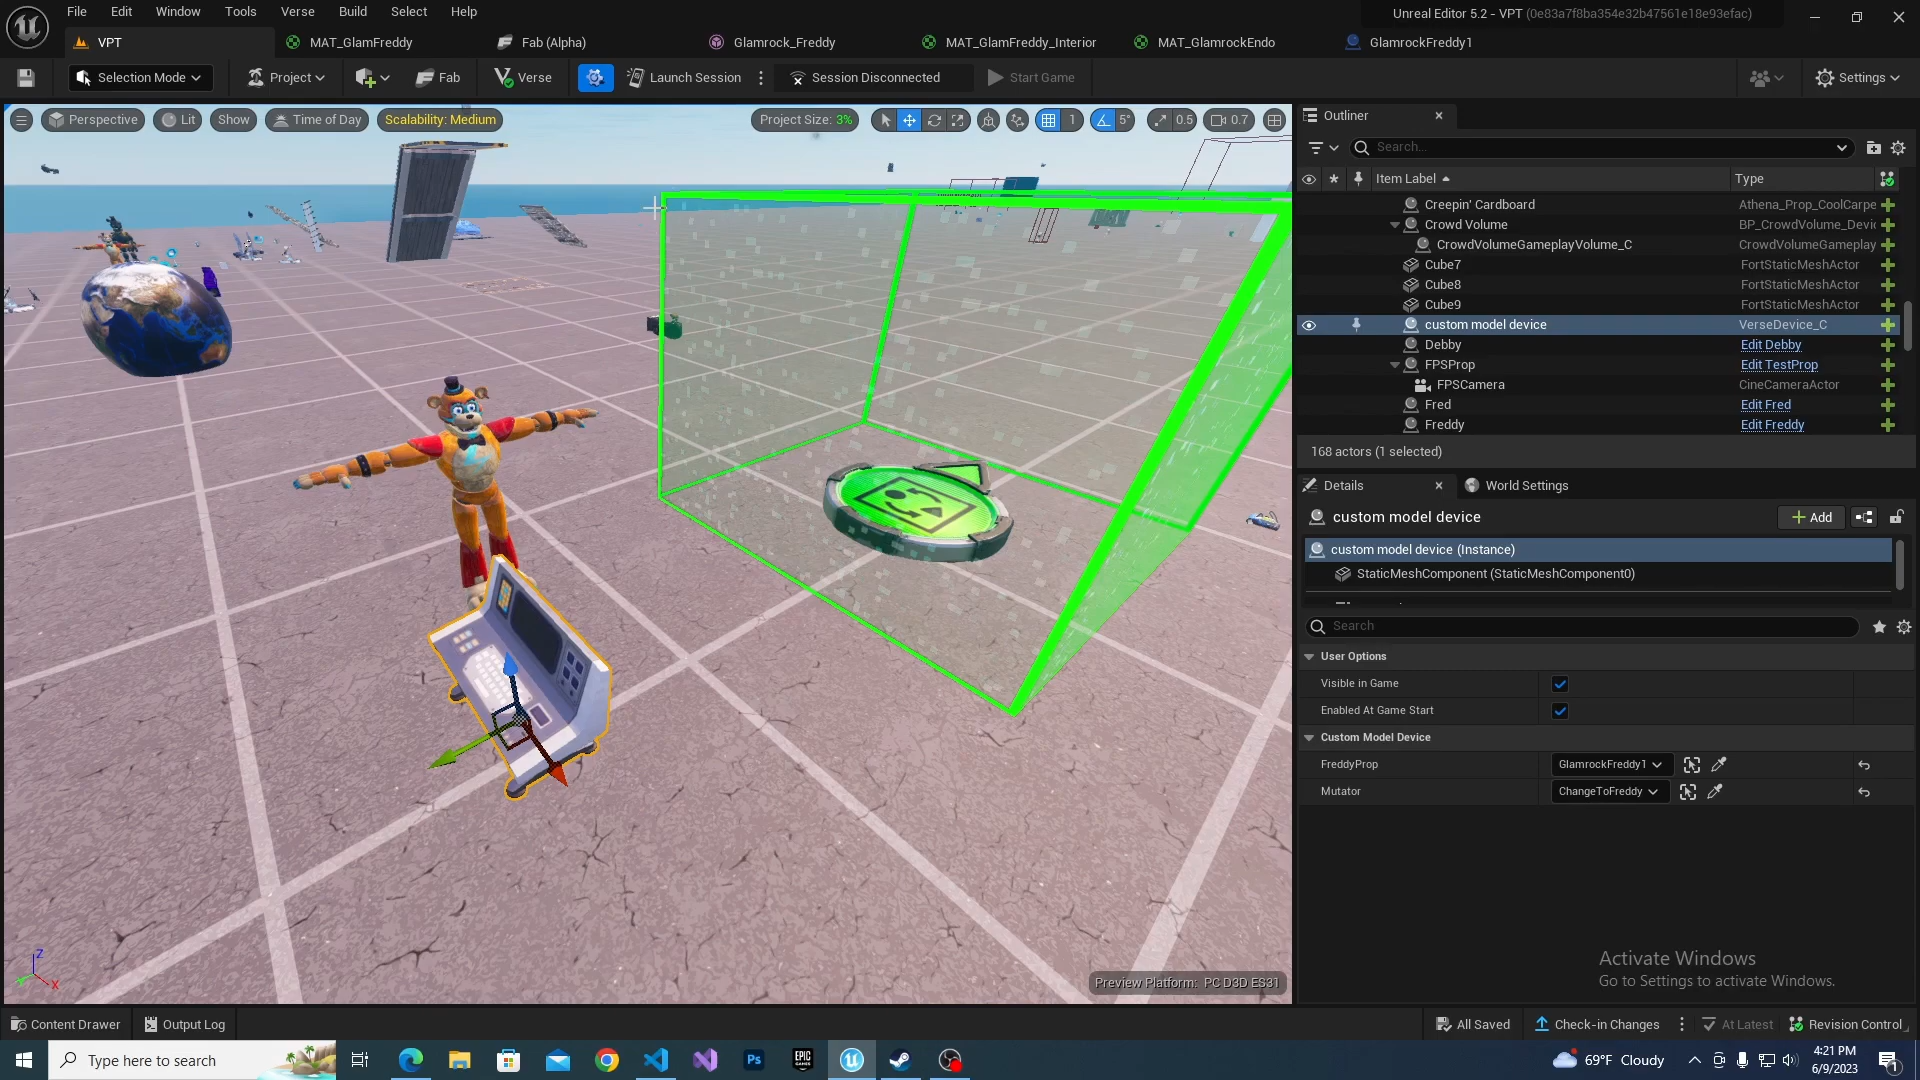 File Edit Window Tools Verse Build Select Help
Unreal Editor 5.2 - VPT (0e83a7f8ba354e32b47561e18e93efac)
VPT
MAT_GlamFreddy
Fab (Alpha)
Glamrock_Freddy
MAT_GlamFreddy_Interior
MAT_GlamrockEndo
GlamrockFreddy1
Selection Mode
Project
Fab
Verse
Launch Session
Session Disconnected
Start Game
Settings
Perspective
Lit
Show
Time of Day
Scalability: Medium
Project Size: 3%
1
5°
0.5
0.7
Outliner
Search...
Item Label
Type
Creepin' Cardboard Athena_Prop_CoolCarpe
Crowd Volume BP_CrowdVolume_Devic
CrowdVolumeGameplayVolume_C CrowdVolumeGameplay
Cube7 FortStaticMeshActor
Cube8 FortStaticMeshActor
Cube9 FortStaticMeshActor
custom model device VerseDevice_C
Debby Edit Debby
FPSProp Edit TestProp
FPSCamera CineCameraActor
Fred Edit Fred
Freddy Edit Freddy
168 actors (1 selected)
Details
World Settings
custom model device
Add
custom model device (Instance)
StaticMeshComponent (StaticMeshComponent0)
Search
User Options
Visible in Game
Enabled At Game Start
Custom Model Device
FreddyProp GlamrockFreddy1
Mutator ChangeToFreddy
Activate Windows
Go to Settings to activate Windows.
Z
X
Preview Platform: PC D3D ES31
Content Drawer
Output Log
All Saved
Check-in Changes
At Latest
Revision Control
Type here to search
Ps
EPIC GAMES
69°F Cloudy
4:21 PM
6/9/2023
1